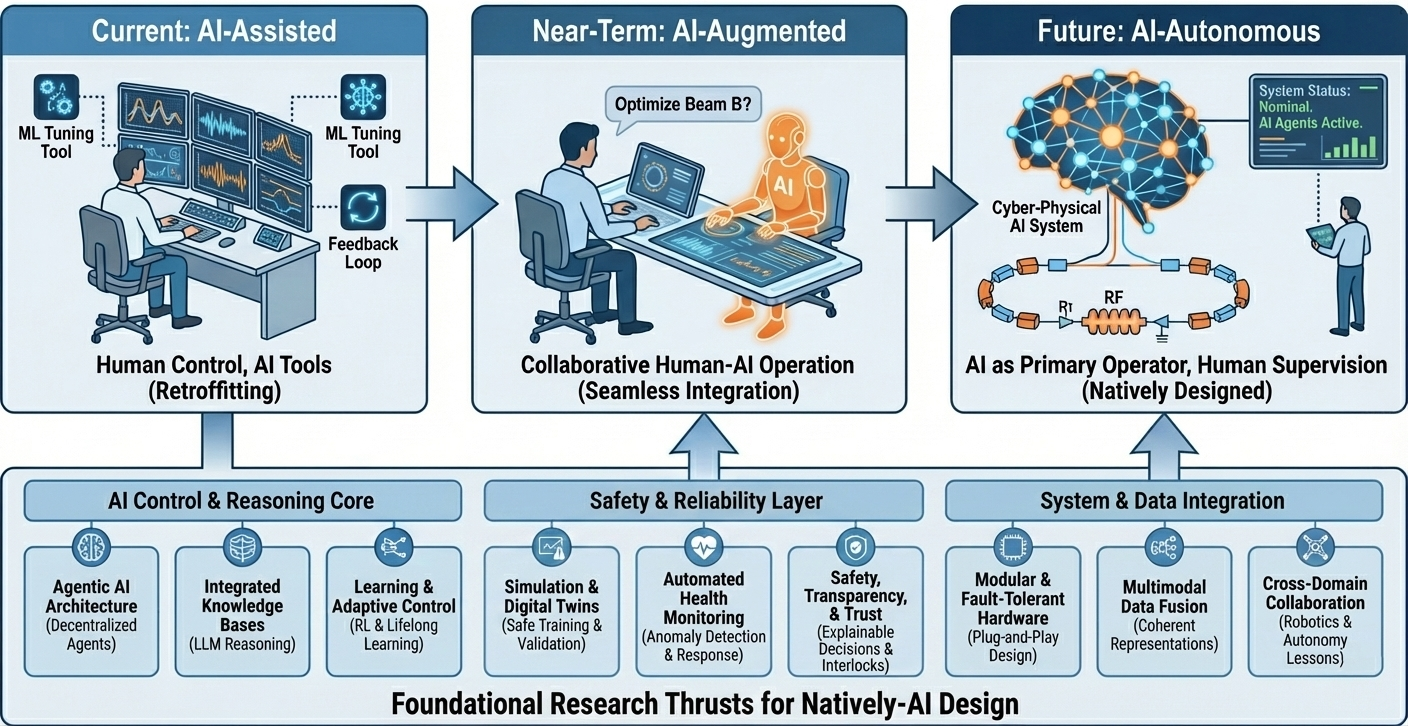 Current: AI-Assisted
ML Tuning
Tool
ML Tuning
Tool
Feedback
Loop
Human Control, AI Tools
(Retroffitting)
Near-Term: AI-Augmented
Optimize Beam B?
AI
Collaborative Human-AI Operation
(Seamless Integration)
Future: AI-Autonomous
System Status:
Nominal.
AI Agents Active.
Cyber-Physical
AI System
RF
AI as Primary Operator, Human Supervision
(Natively Designed)
AI Control & Reasoning Core
Agentic AI
Architecture
(Decentralized
Agents)
Integrated
Knowledge
Bases
(LLM Reasoning)
Learning &
Adaptive Control
(RL & Lifelong
Learning)
Safety & Reliability Layer
Simulation &
Digital Twins
(Safe Training &
Validation)
Automated
Health
Monitoring
(Anomaly Detection
& Response)
Safety,
Transparency,
& Trust
(Explainable
Decisions &
Interlocks)
System & Data Integration
Modular &
Fault-Tolerant
Hardware
(Plug-and-Play
Design)
Multimodal
Data Fusion
(Coherent
Representations)
Cross-Domain
Collaboration
(Robotics &
Autonomy
Lessons)
Foundational Research Thrusts for Natively-AI Design